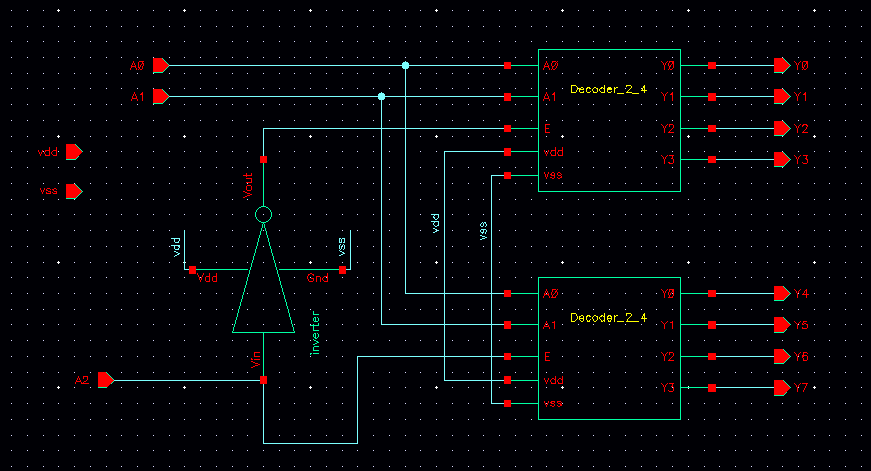 A0 A0 Y0 Y0
Decoder_2_4
A1 A1 Y1 Y1
E Y2 Y2
vdd vdd Y3 Y3
Vout vss
vss
vdd vss vdd vss
Vdd Gnd
A0 Y0 Y4
inverter Decoder_2_4
A1 Y1 Y5
Vin E Y2 Y6
A2 vdd Y3 Y7
vss